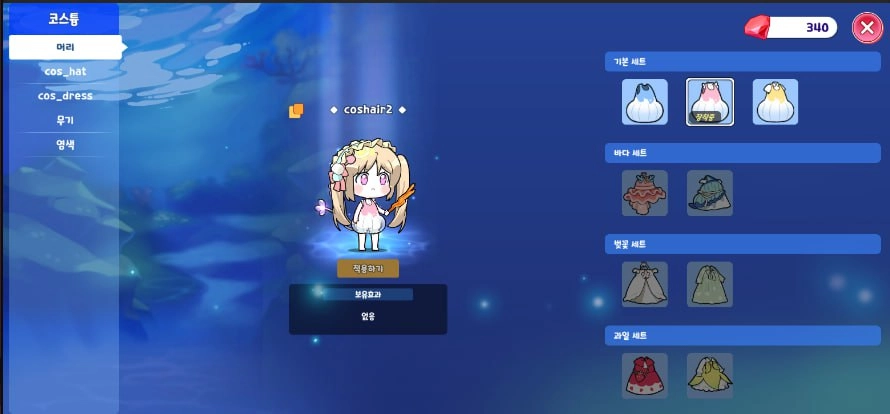 코스튬
340
머리
cos_hat
cos_dress
무기
염색
◆ coshair2 ◆
적용하기
보유효과
없음
기본 세트
장착중
바다 세트
벚꽃 세트
과일 세트